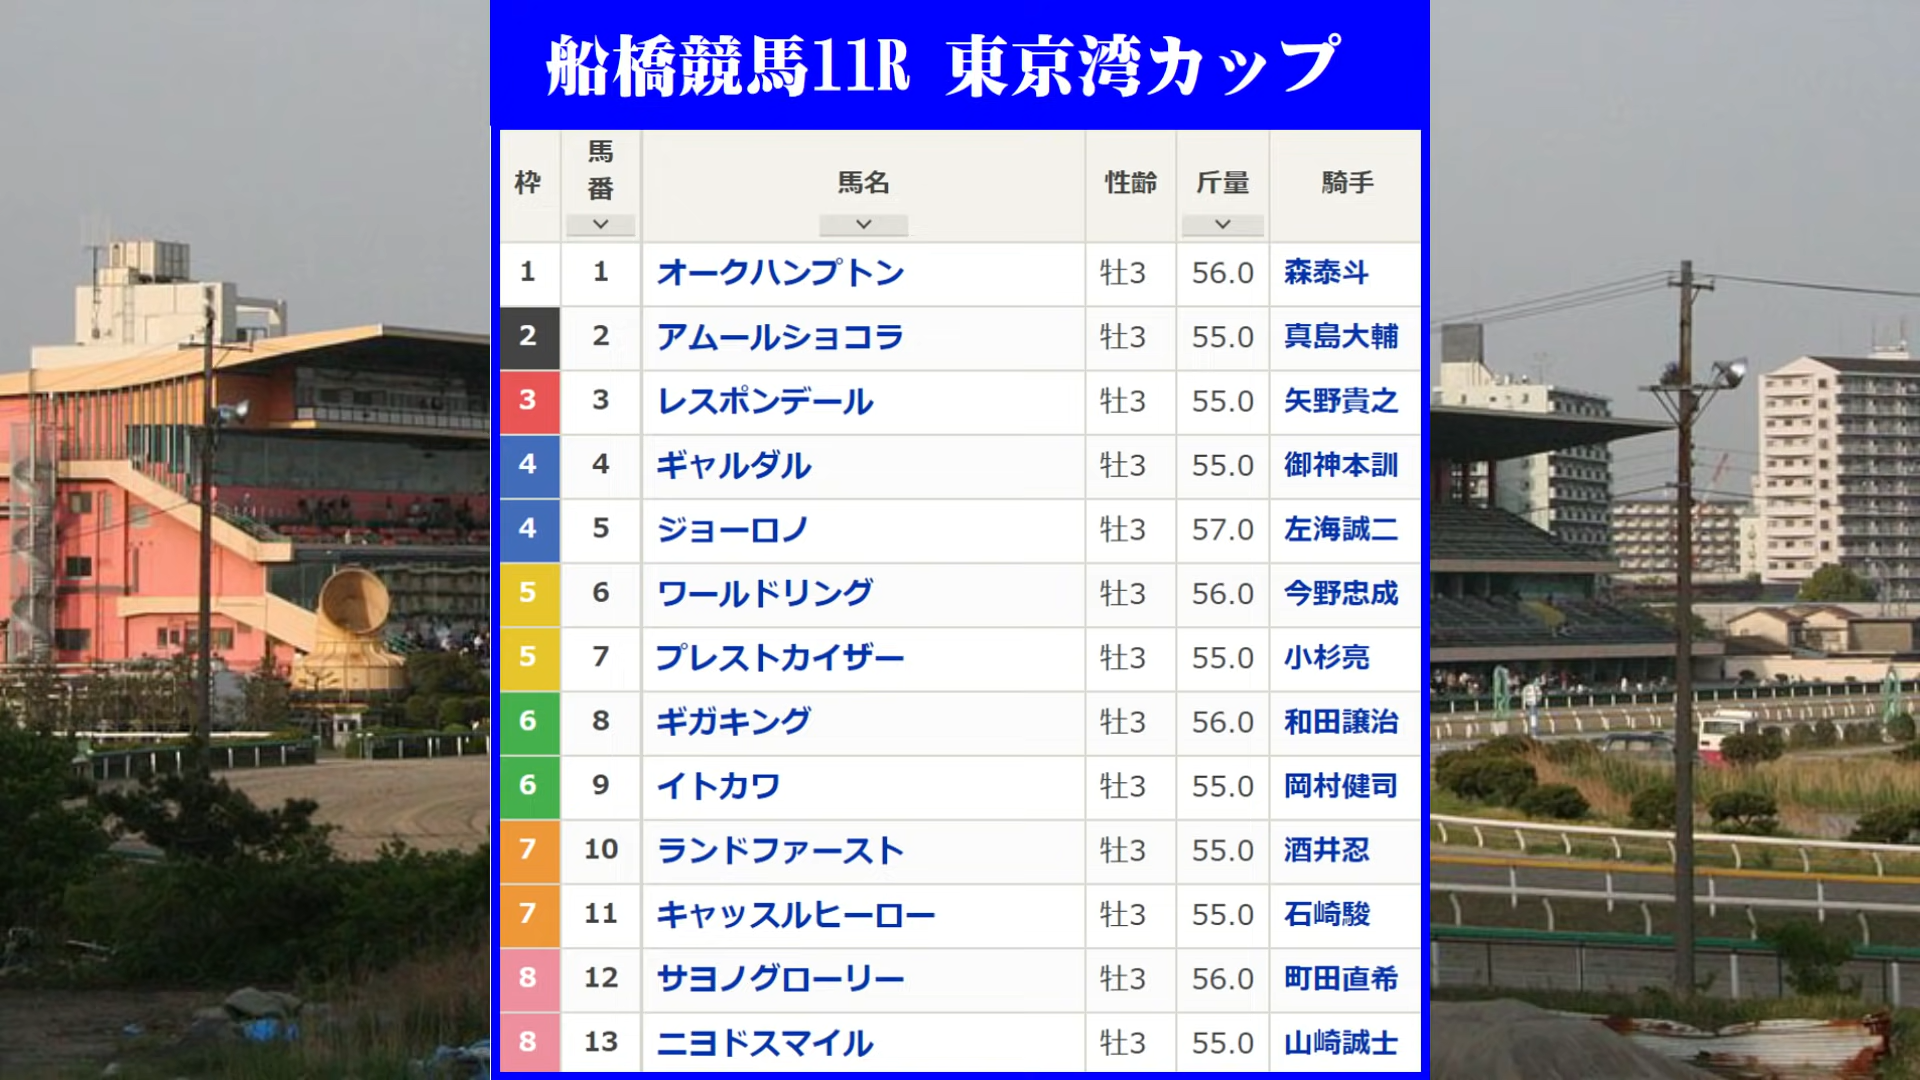 船橋競馬11R 東京湾カップ
枠 馬番 馬名 性齢 斤量 騎手
1 1 オークハンプトン 牡3 56.0 森泰斗
2 2 アムールショコラ 牡3 55.0 真島大輔
3 3 レスポンデール 牡3 55.0 矢野貴之
4 4 ギャルダル 牡3 55.0 御神本訓
4 5 ジョーロノ 牡3 57.0 左海誠二
5 6 ワールドリング 牡3 56.0 今野忠成
5 7 プレストカイザー 牡3 55.0 小杉亮
6 8 ギガキング 牡3 56.0 和田譲治
6 9 イトカワ 牡3 55.0 岡村健司
7 10 ランドファースト 牡3 55.0 酒井忍
7 11 キャッスルヒーロー 牡3 55.0 石崎駿
8 12 サヨノグローリー 牡3 56.0 町田直希
8 13 ニヨドスマイル 牡3 55.0 山崎誠士